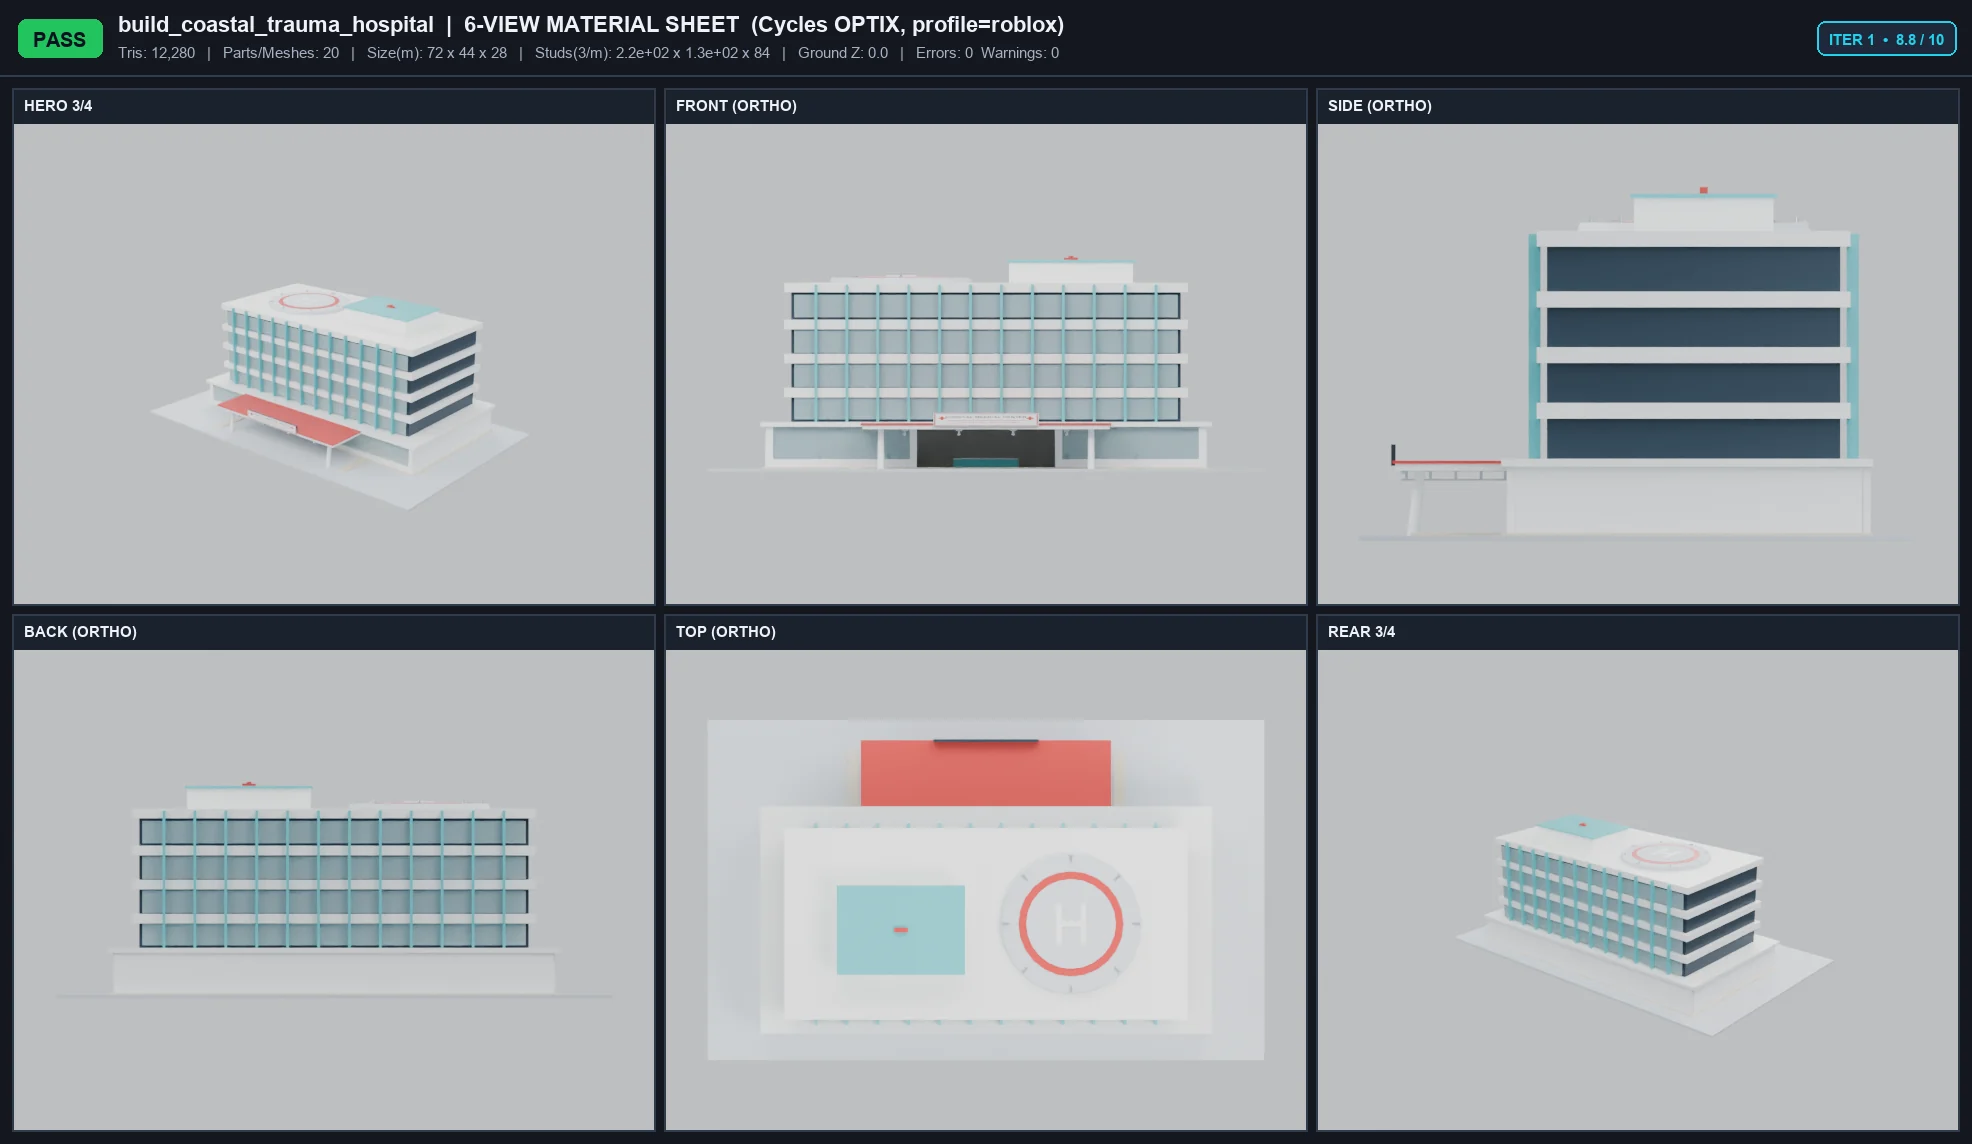 PASS
build_coastal_trauma_hospital | 6-VIEW MATERIAL SHEET (Cycles OPTIX, profile=roblox)
Tris: 12,280 | Parts/Meshes: 20 | Size(m): 72 x 44 x 28 | Studs(3/m): 2.2e+02 x 1.3e+02 x 84 | Ground Z: 0.0 | Errors: 0 Warnings: 0
ITER 1 • 8.8 / 10
HERO 3/4
FRONT (ORTHO)
SIDE (ORTHO)
BACK (ORTHO)
TOP (ORTHO)
H
REAR 3/4